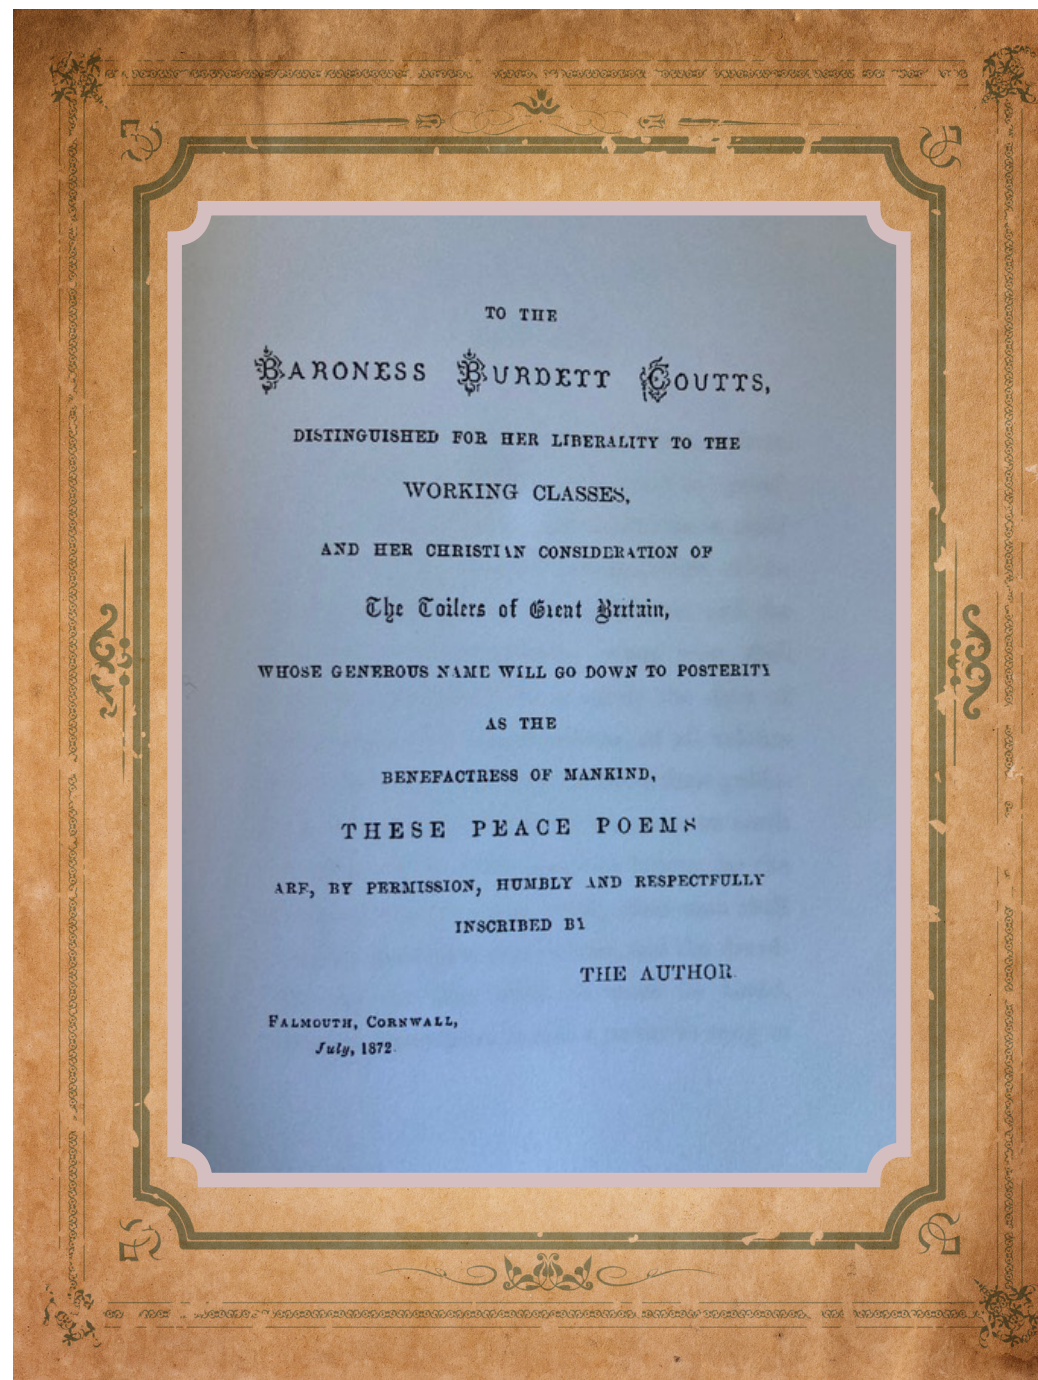 TO THE
BARONESS BURDETT COUTTS,
DISTINGUISHED FOR HER LIBERALITY TO THE
WORKING CLASSES,
AND HER CHRISTIAN CONSIDERATION OF
The Toilers of Great Britain,
WHOSE GENEROUS NAME WILL GO DOWN TO POSTERITY
AS THE
BENEFACTRESS OF MANKIND,
THESE PEACE POEMS
ARE, BY PERMISSION, HUMBLY AND RESPECTFULLY
INSCRIBED BY
THE AUTHOR.
FALMOUTH, CORNWALL,
July, 1872.